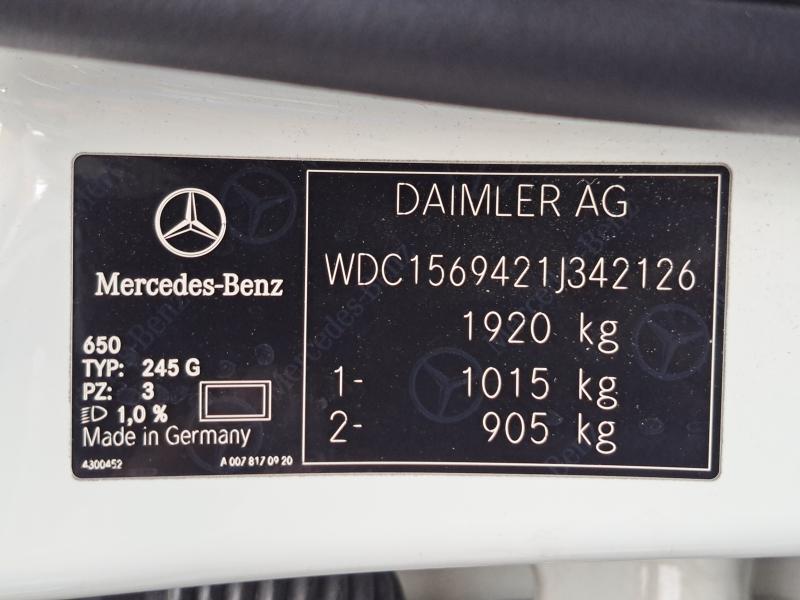 Mercedes-Benz
650
TYP: 245 G
PZ: 3
1,0 %
Made in Germany
4300452
A 007 817 09 20
DAIMLER AG
WDC1569421J342126
1920 kg
1- 1015 kg
2- 905 kg